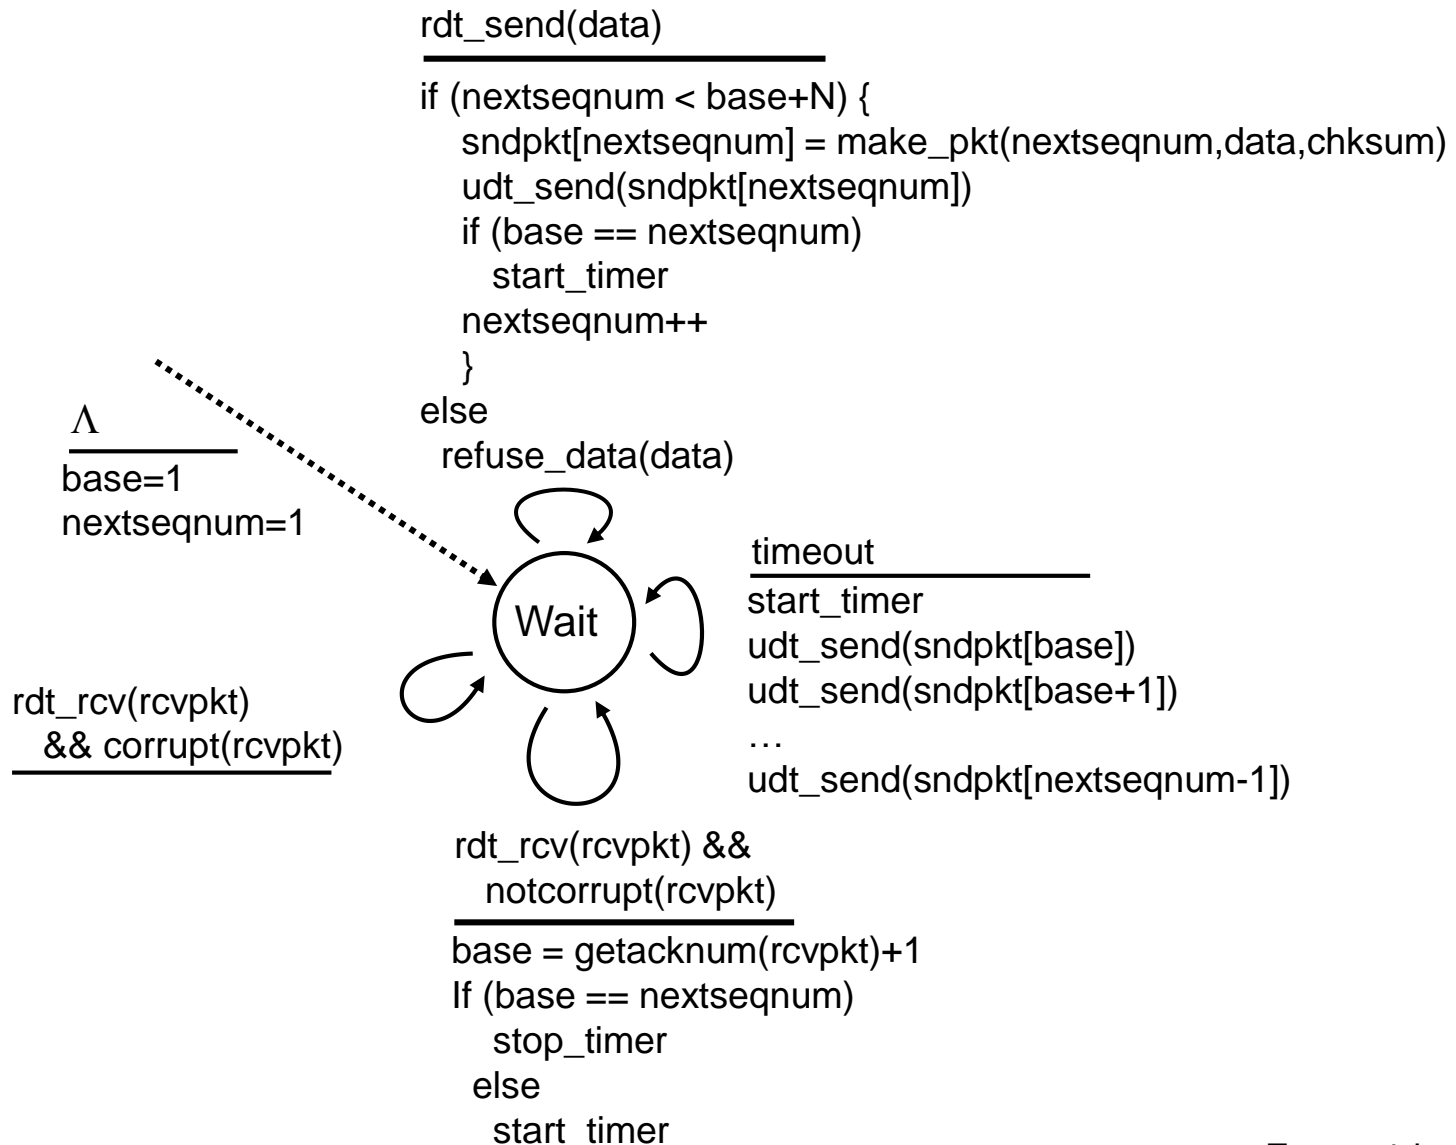 rdt_send(data)
if (nextseqnum < base+N) {
sndpkt[nextseqnum] = make_pkt(nextseqnum,data,chksum)
udt_send(sndpkt[nextseqnum])
if (base == nextseqnum)
start_timer
nextseqnum++
}
else
refuse_data(data)
Λ
base=1
nextseqnum=1
Wait
timeout
start_timer
udt_send(sndpkt[base])
udt_send(sndpkt[base+1])
…
udt_send(sndpkt[nextseqnum-1])
rdt_rcv(rcvpkt)
&& corrupt(rcvpkt)
rdt_rcv(rcvpkt) &&
notcorrupt(rcvpkt)
base = getacknum(rcvpkt)+1
If (base == nextseqnum)
stop_timer
else
start_timer